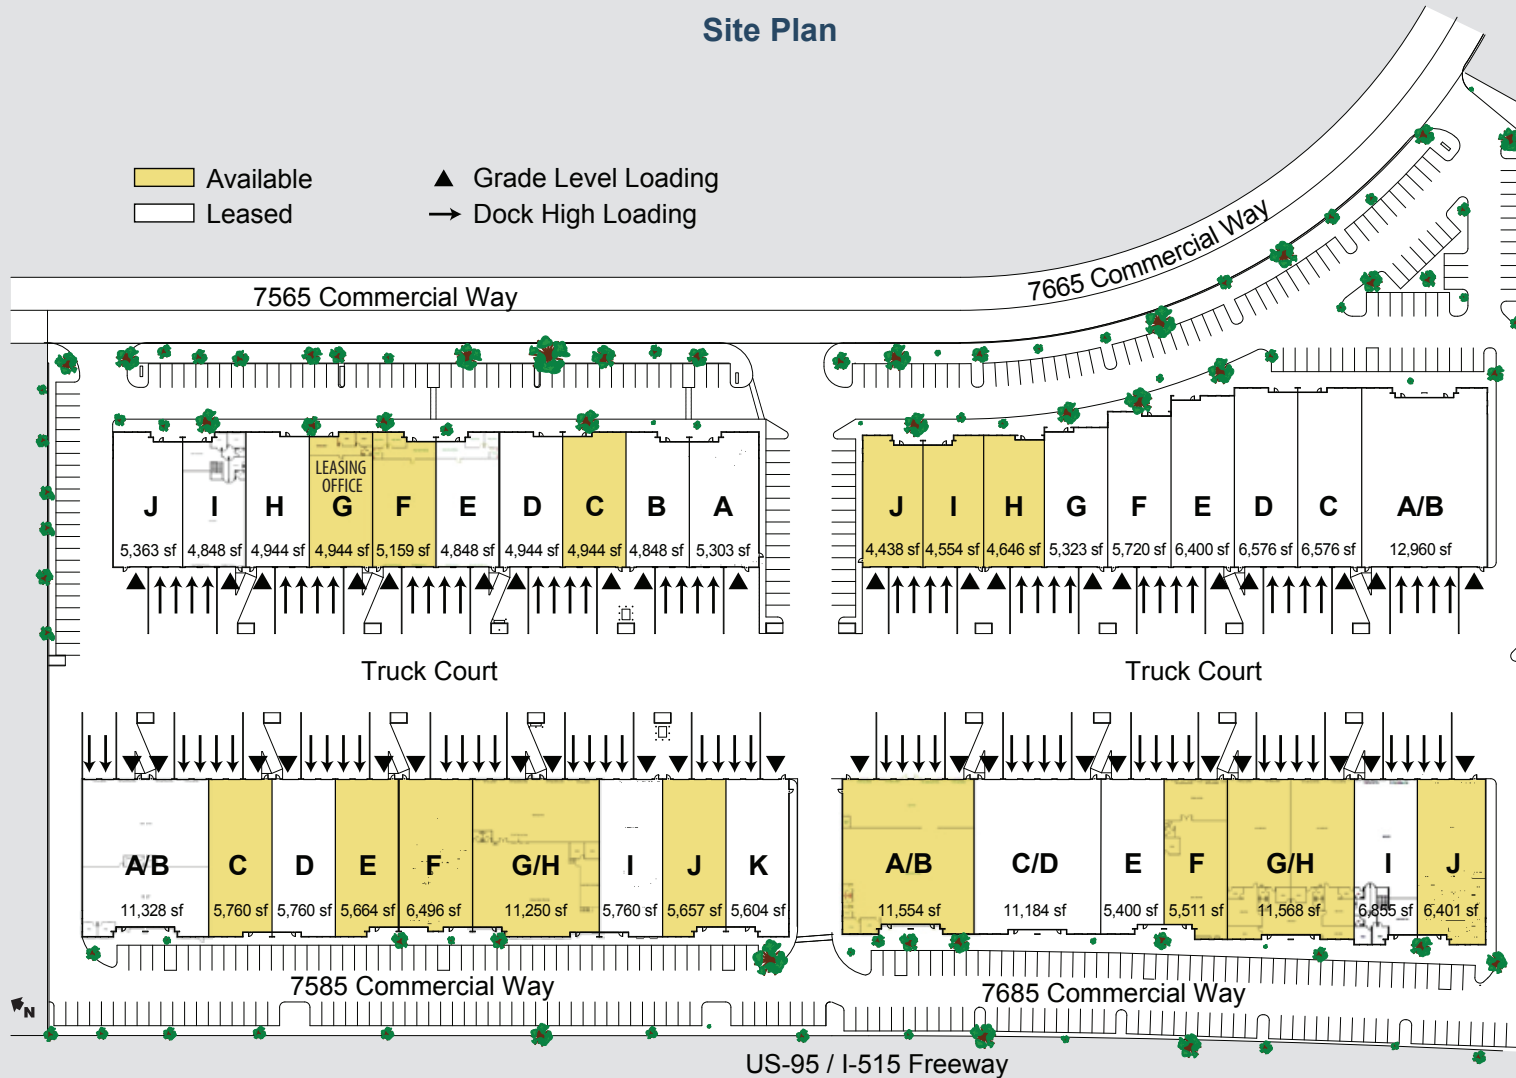 Site Plan
Available
Leased
Grade Level Loading
Dock High Loading
7565 Commercial Way
7665 Commercial Way
LEASING
OFFICE
J I H G F E D C B A
5,363 sf 4,848 sf 4,944 sf 4,944 sf 5,159 sf 4,848 sf 4,944 sf 4,944 sf 4,848 sf 5,303 sf
J I H G F E D C A/B
4,438 sf 4,554 sf 4,646 sf 5,323 sf 5,720 sf 6,400 sf 6,576 sf 6,576 sf 12,960 sf
Truck Court
Truck Court
A/B C D E F G/H I J K
11,328 sf 5,760 sf 5,760 sf 5,664 sf 6,496 sf 11,250 sf 5,760 sf 5,657 sf 5,604 sf
A/B C/D E F G/H I J
11,554 sf 11,184 sf 5,400 sf 5,511 sf 11,568 sf 6,855 sf 6,401 sf
7585 Commercial Way
7685 Commercial Way
N
US-95 / I-515 Freeway